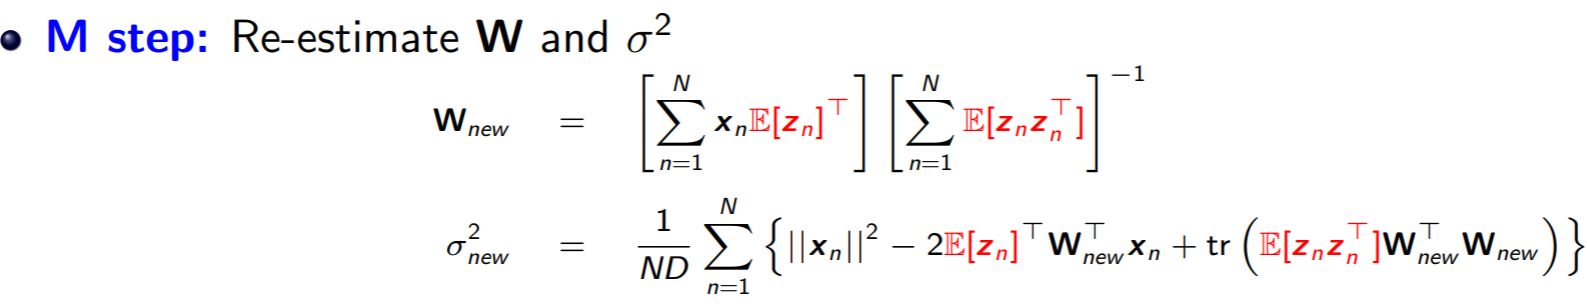 • M step: Re-estimate W and σ²
W_new = [∑_{n=1}^{N} x_n 𝔼[z_n]^⊤] [∑_{n=1}^{N} 𝔼[z_n z_n^⊤]]^{−1}
σ²_new = 1/(ND) ∑_{n=1}^{N} {||x_n||² − 2𝔼[z_n]^⊤ W_new^⊤ x_n + tr (𝔼[z_n z_n^⊤] W_new^⊤ W_new)}